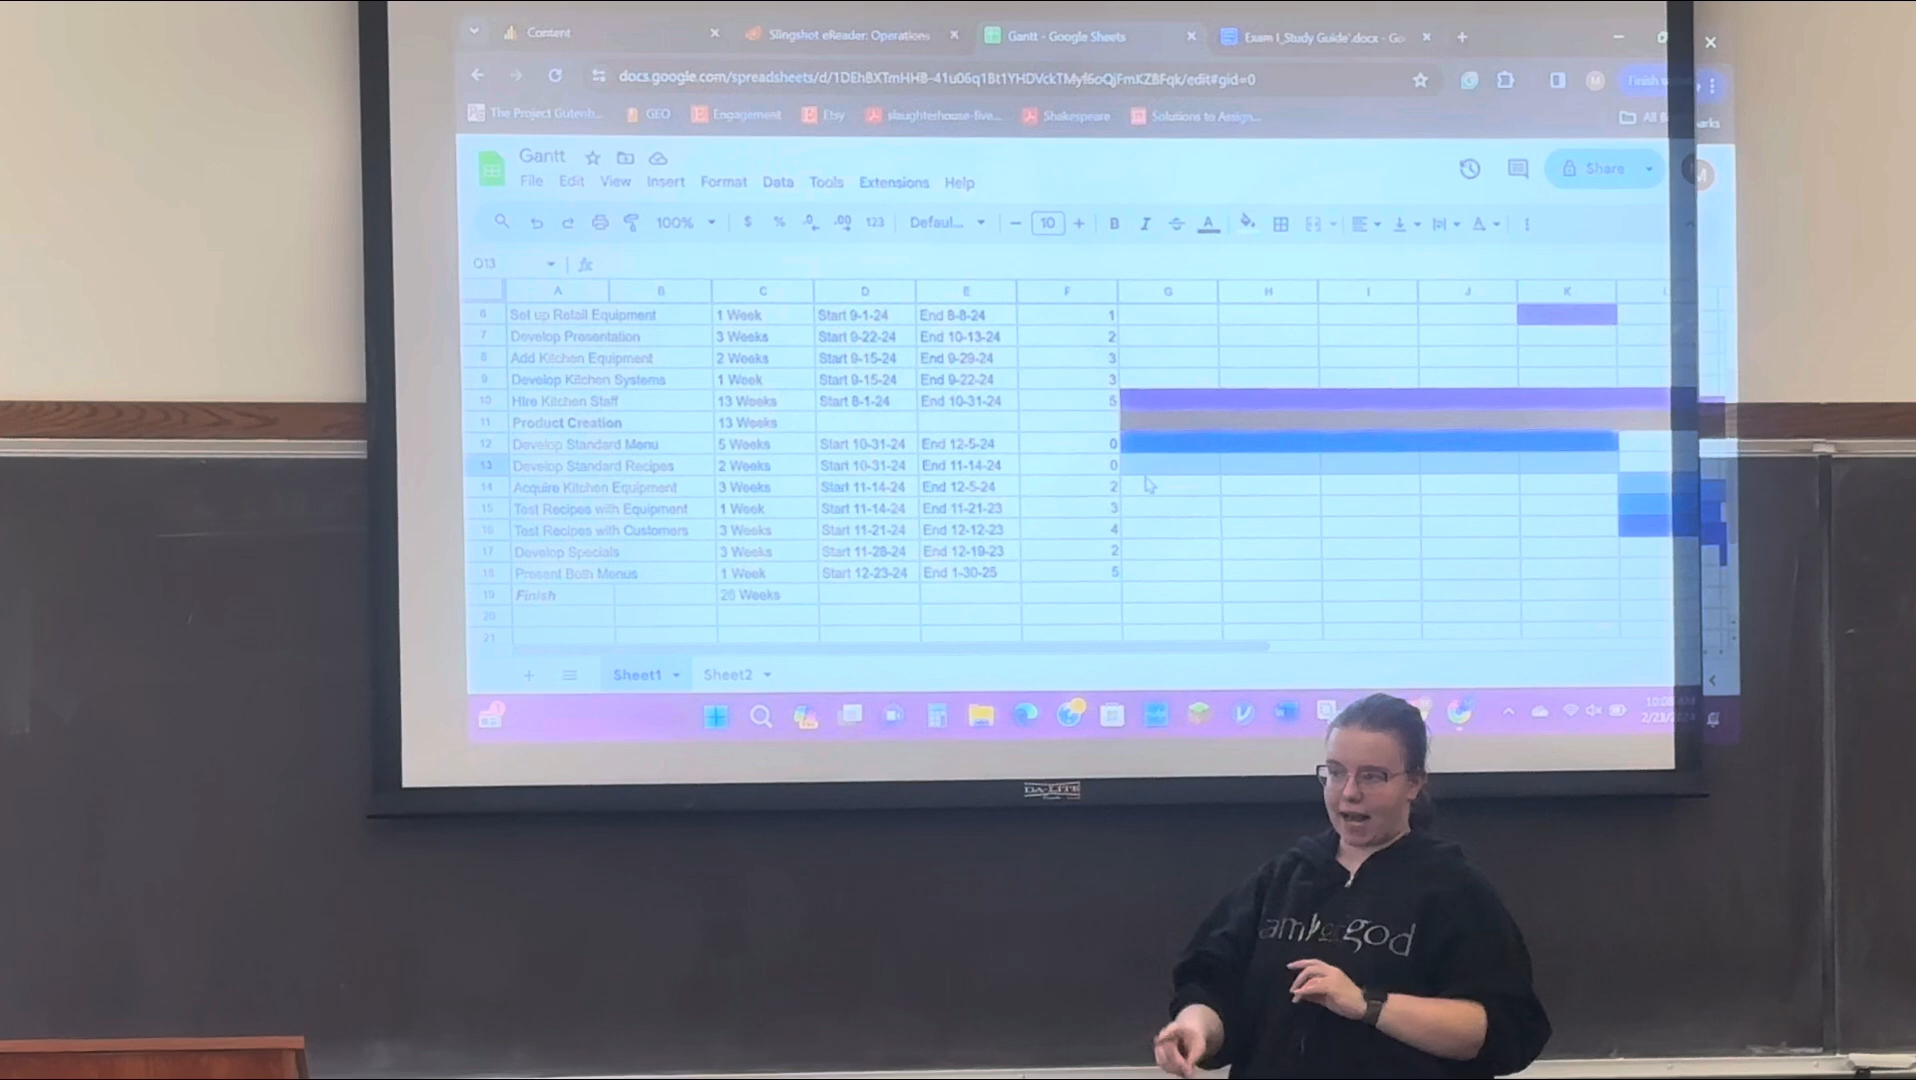 Content
Slingshot eReader: Operations
Gantt - Google Sheets
Exam I_Study Guide'.docx - Go
docs.google.com/spreadsheets/d/1DEhBXTmHHB-41u06q1Bt1YHDVckTMyf6oQjFmKZBFqk/edit#gid=0
The Project Gutenb...
GEO
Engagement
Etsy
slaughterhouse-five...
Shakespeare
Solutions to Assign...
Gantt
File Edit View Insert Format Data Tools Extensions Help
Share
100% $ % .0 .00 123 Defaul... - 10 + B I A
O13 fx
A B C D E F G H I J K
6 Set up Retail Equipment 1 Week Start 9-1-24 End 8-8-24 1
7 Develop Presentation 3 Weeks Start 9-22-24 End 10-13-24 2
8 Add Kitchen Equipment 2 Weeks Start 9-15-24 End 9-29-24 3
9 Develop Kitchen Systems 1 Week Start 9-15-24 End 9-22-24 3
10 Hire Kitchen Staff 13 Weeks Start 8-1-24 End 10-31-24 5
11 Product Creation 13 Weeks
12 Develop Standard Menu 5 Weeks Start 10-31-24 End 12-5-24 0
13 Develop Standard Recipes 2 Weeks Start 10-31-24 End 11-14-24 0
14 Acquire Kitchen Equipment 3 Weeks Start 11-14-24 End 12-5-24 2
15 Test Recipes with Equipment 1 Week Start 11-14-24 End 11-21-23 3
16 Test Recipes with Customers 3 Weeks Start 11-21-24 End 12-12-23 4
17 Develop Specials 3 Weeks Start 11-28-24 End 12-19-23 2
18 Present Both Menus 1 Week Start 12-23-24 End 1-30-25 5
19 Finish 26 Weeks
20
21
+ Sheet1 Sheet2
DA-LITE
god